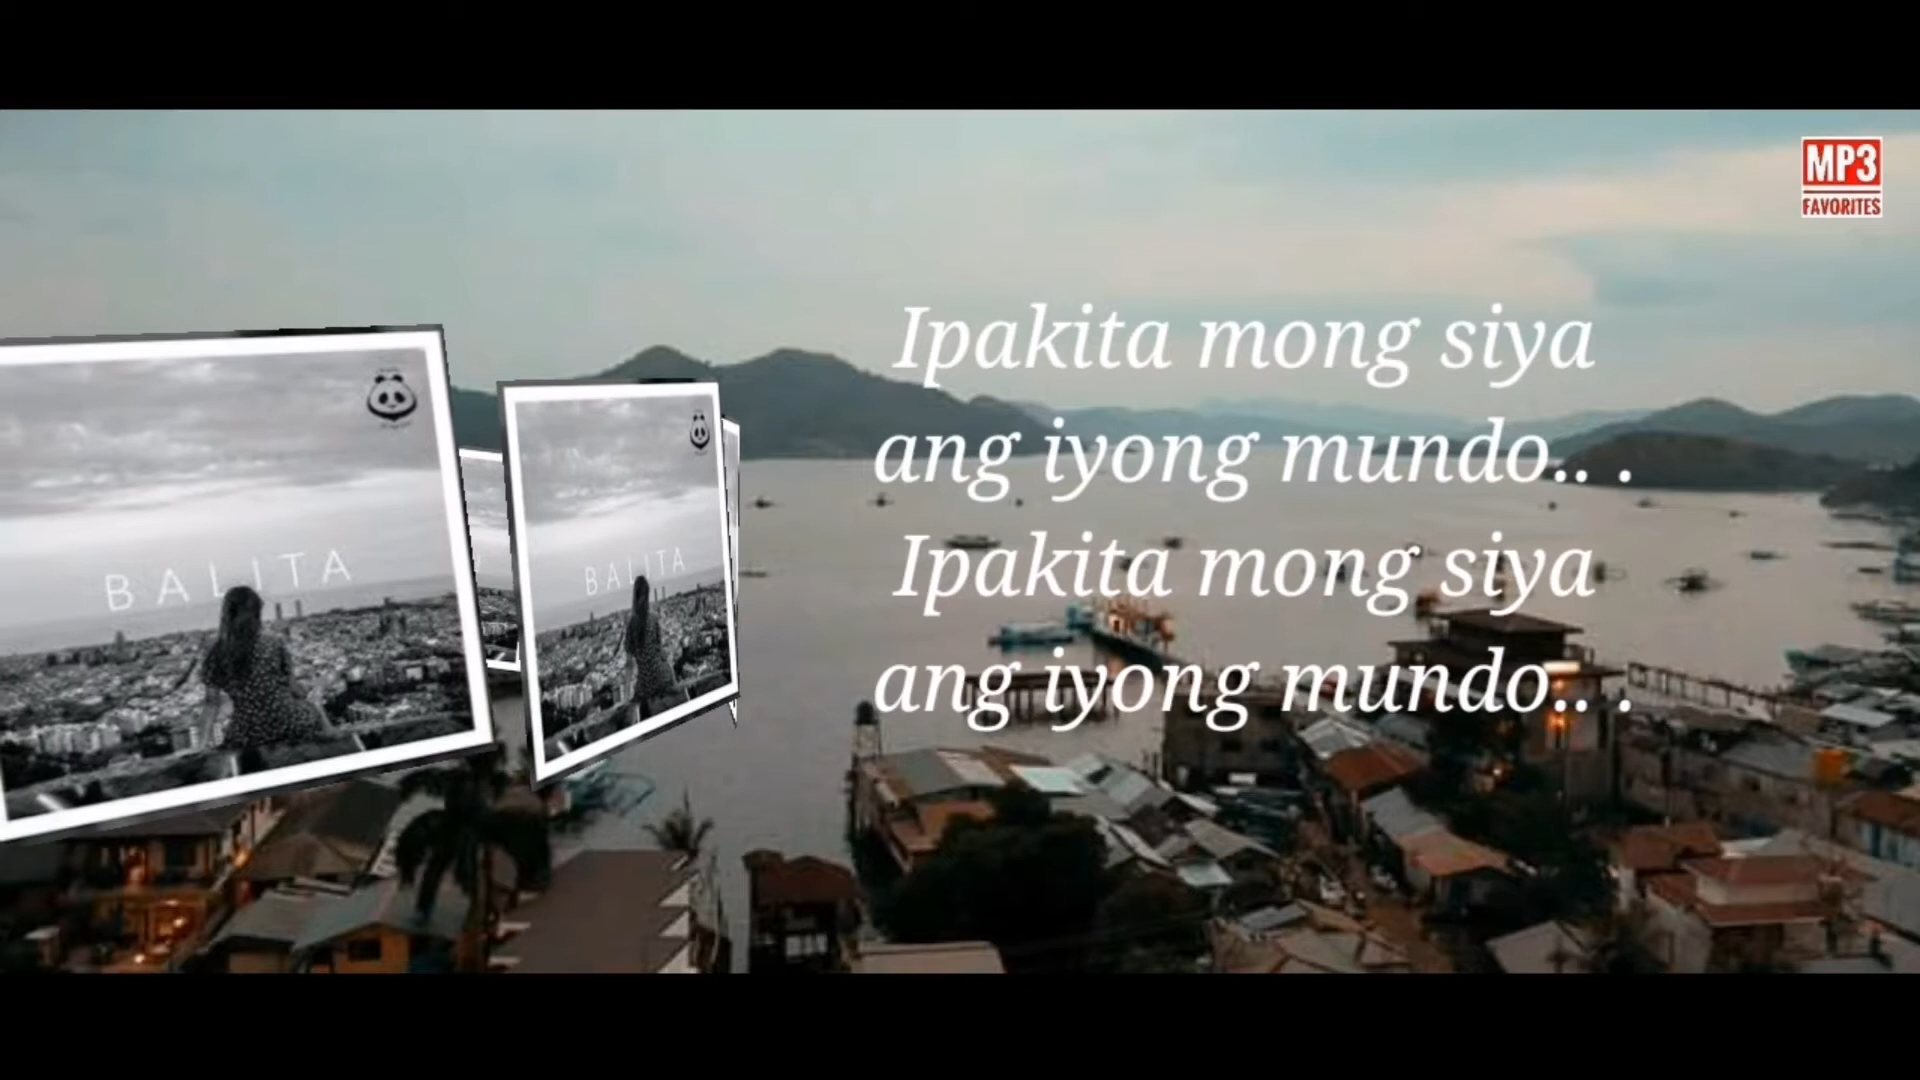 MP3
FAVORITES
Ipakita mong siya
ang iyong mundo.. .
Ipakita mong siya
ang iyong mundo.. .
BALITA
BALITA